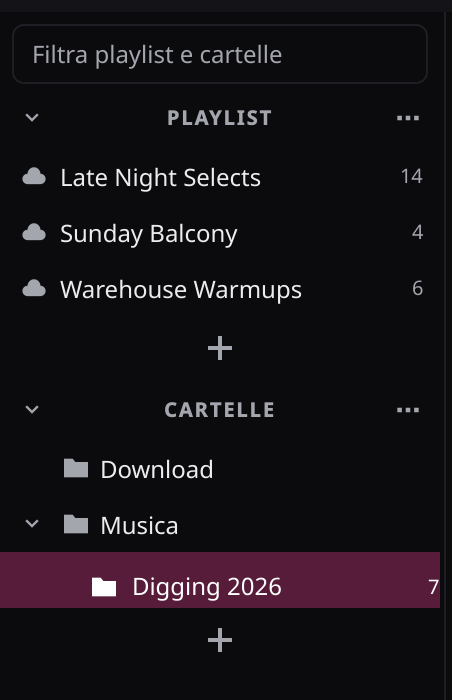 Filtra playlist e cartelle
PLAYLIST
Late Night Selects 14
Sunday Balcony 4
Warehouse Warmups 6
CARTELLE
Download
Musica
Digging 2026 7